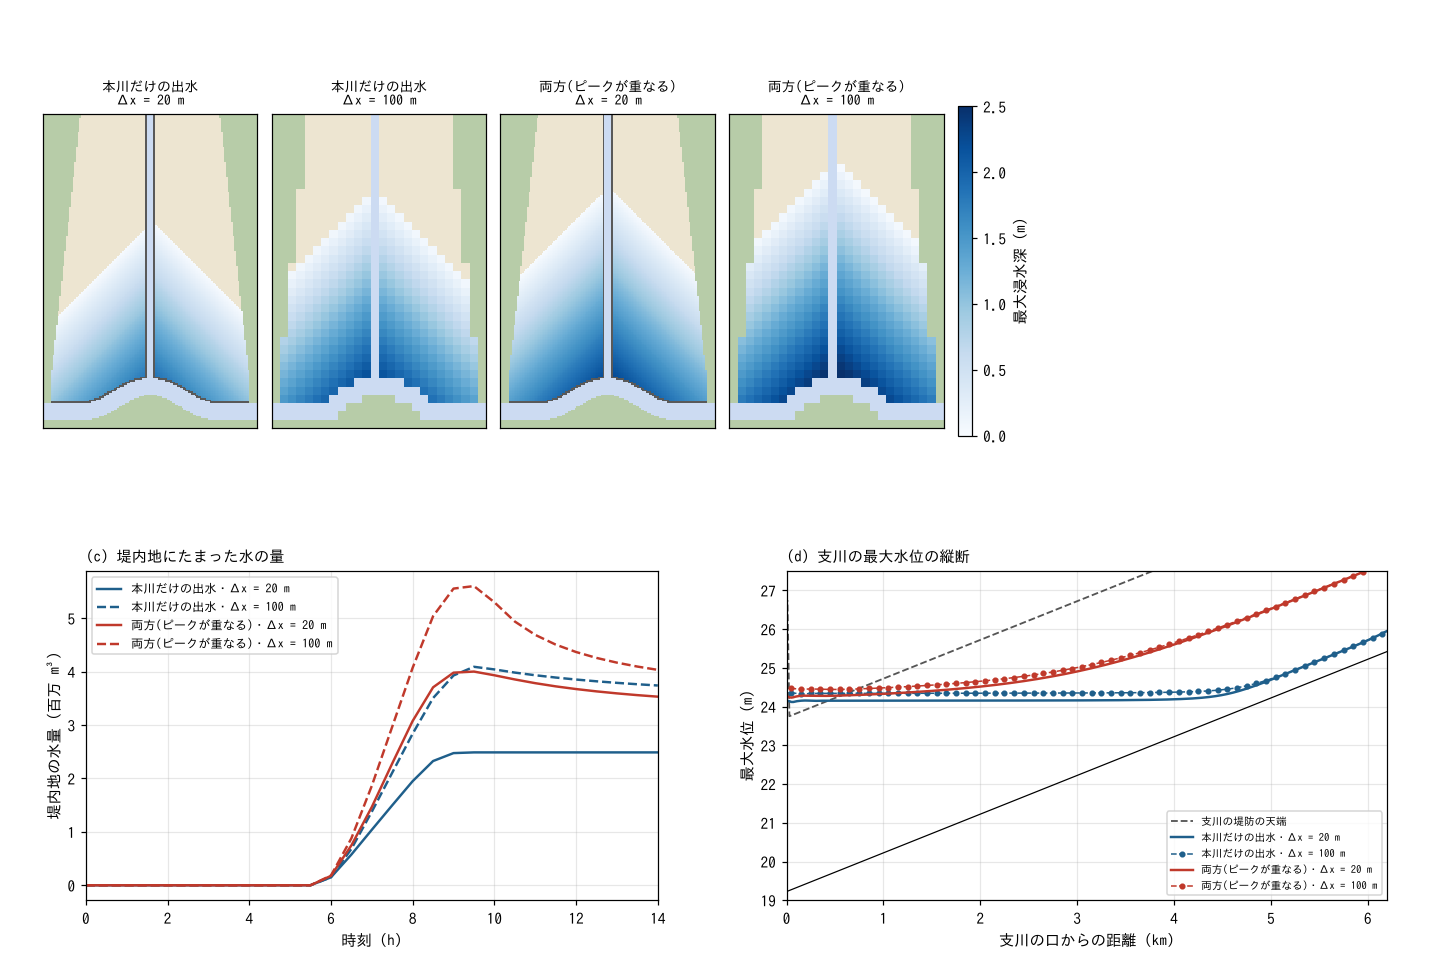 本川だけの出水
Δx = 20 m
本川だけの出水
Δx = 100 m
両方(ピークが重なる)
Δx = 20 m
両方(ピークが重なる)
Δx = 100 m
2.5
2.0
1.5
1.0
0.5
0.0
最大浸水深 (m)
(c) 堤内地にたまった水の量
本川だけの出水・Δx = 20 m
本川だけの出水・Δx = 100 m
両方(ピークが重なる)・Δx = 20 m
両方(ピークが重なる)・Δx = 100 m
堤内地の水量 (百万 m³)
5
4
3
2
1
0
0 2 4 6 8 10 12 14
時刻 (h)
(d) 支川の最大水位の縦断
最大水位 (m)
27
26
25
24
23
22
21
20
19
支川の堤防の天端
本川だけの出水・Δx = 20 m
本川だけの出水・Δx = 100 m
両方(ピークが重なる)・Δx = 20 m
両方(ピークが重なる)・Δx = 100 m
0 1 2 3 4 5 6
支川の口からの距離 (km)